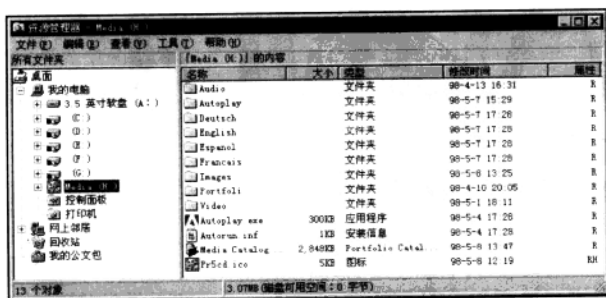 资源管理器 - Media (H:)
文件(F) 编辑(E) 查看(V) 工具(T) 帮助(H)
所有文件夹 [Media (H:)] 的内容
名称 大小 类型 修改时间 属性
桌面
我的电脑
3.5 英寸软盘 (A:)
(C:)
(D:)
(E:)
(F:)
(G:)
Media (H:)
控制面板
打印机
网上邻居
回收站
我的公文包
Audio 文件夹 98-4-13 16:31 R
Autoplay 文件夹 98-5-7 15:29 R
Deutsch 文件夹 98-5-7 17:28 R
English 文件夹 98-5-7 17:28 R
Espanol 文件夹 98-5-7 17:28 R
Francais 文件夹 98-5-7 17:28 R
Images 文件夹 98-5-8 13:25 R
Portfoli 文件夹 98-4-10 20:05 R
Video 文件夹 98-5-1 18:11 R
Autoplay.exe 300KB 应用程序 98-5-4 17:28 R
Autorun.inf 1KB 安装信息 98-5-4 17:28 R
Media Catalog 2,848KB Portfolio Catal... 98-5-8 13:47 R
Pr5cd.ico 5KB 图标 98-5-8 12:19 RH
13 个对象 3.07MB (磁盘可用空间: 0 字节)